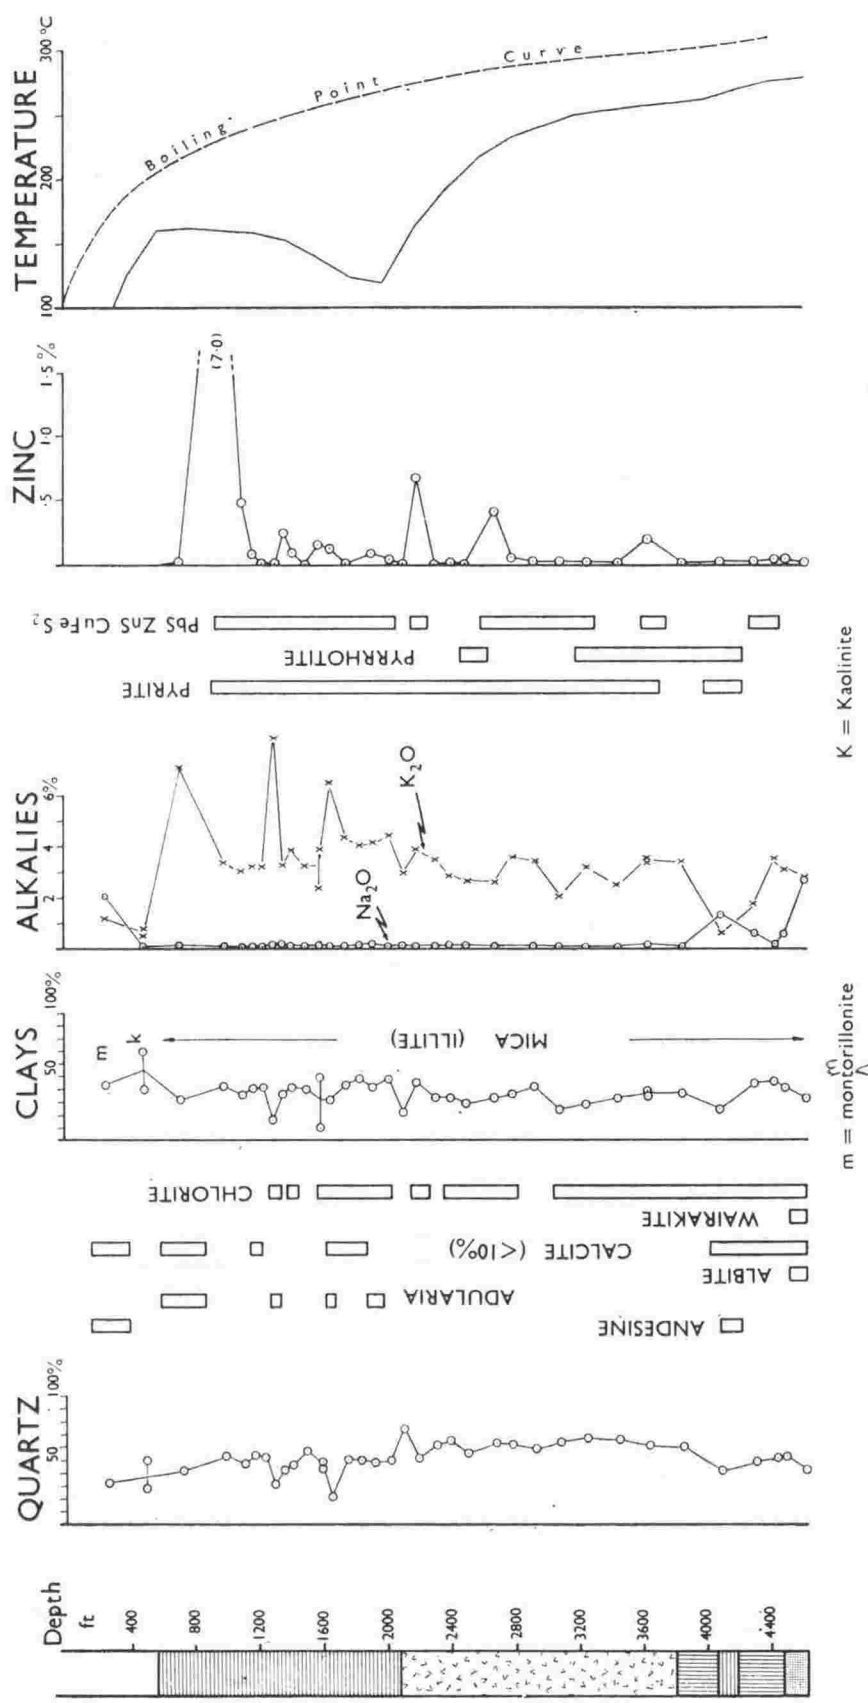 TEMPERATURE
100
200
300 °C
Boiling Point Curve
ZINC
.5
1.0
1.5%
(7.0)
PbS ZnS CuFeS2
PYRRHOTITE
PYRITE
ALKALIES
2
4
6%
K2O
Na2O
CLAYS
50
100%
m
k
MICA (ILLITE)
CHLORITE
WAIRAKITE
CALCITE (<10%)
ALBITE
ADULARIA
ANDESINE
QUARTZ
50
100%
Depth
ft
400
800
1200
1600
2000
2400
2800
3200
3600
4000
4400
m = montorillonite
m
K = Kaolinite